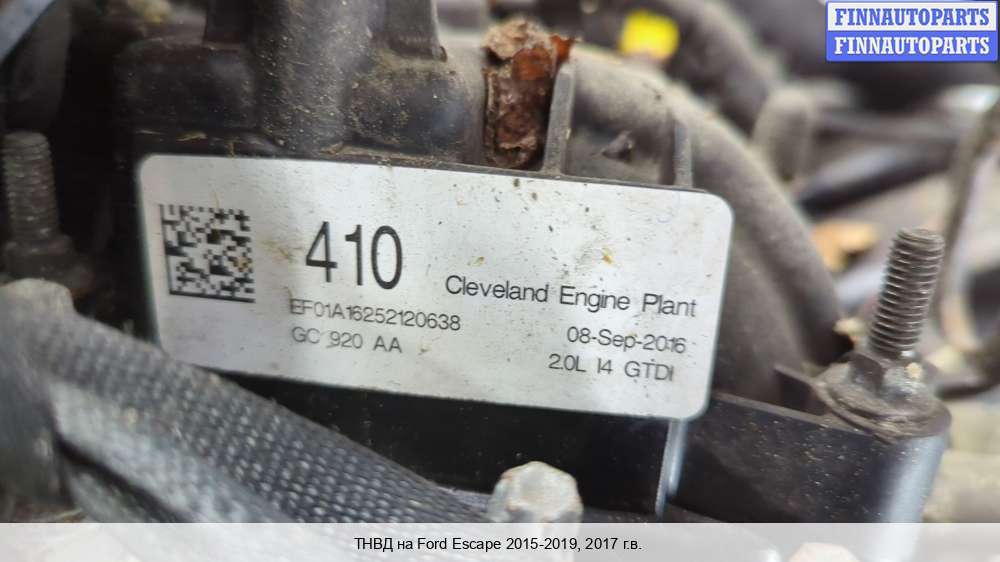 FINNAUTOPARTS
FINNAUTOPARTS
410
Cleveland Engine Plant
EF01A16252120638
08-Sep-2016
GC 920 AA
2.0L I4 GTDI
ТНВД на Ford Escape 2015-2019, 2017 г.в.